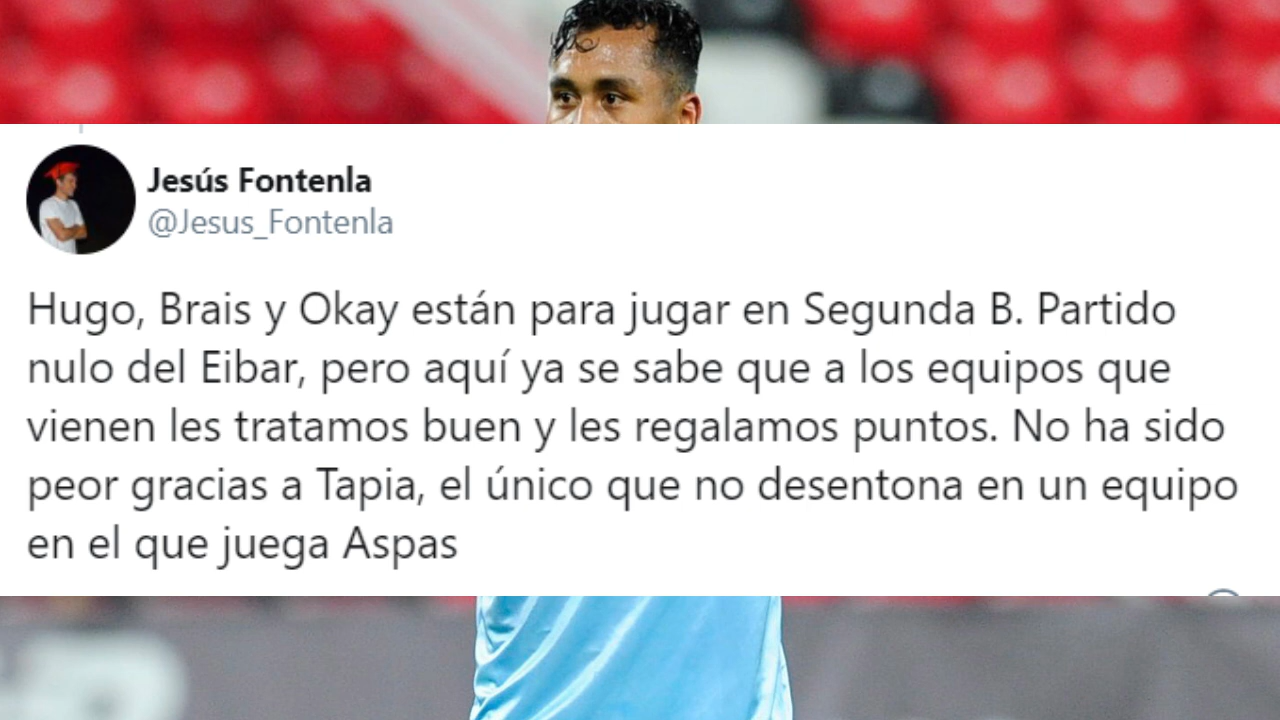 Jesús Fontenla
@Jesus_Fontenla
Hugo, Brais y Okay están para jugar en Segunda B. Partido
nulo del Eibar, pero aquí ya se sabe que a los equipos que
vienen les tratamos buen y les regalamos puntos. No ha sido
peor gracias a Tapia, el único que no desentona en un equipo
en el que juega Aspas